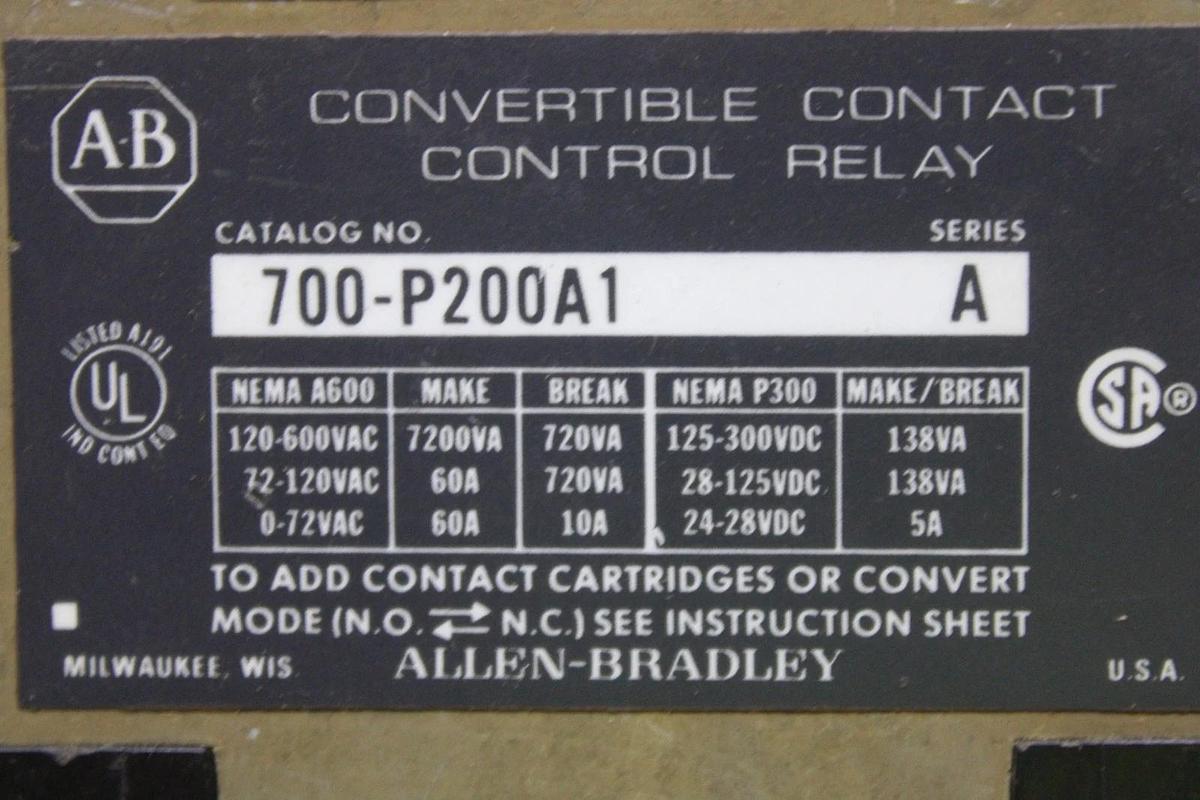 A-B
CONVERTIBLE CONTACT
CONTROL RELAY
CATALOG NO. SERIES
700-P200A1 A
LISTED A191
UL
IND CONT EQ
NEMA A600 MAKE BREAK NEMA P300 MAKE/BREAK
120-600VAC 7200VA 720VA 125-300VDC 138VA
72-120VAC 60A 720VA 28-125VDC 138VA
0-72VAC 60A 10A 24-28VDC 5A
SA ®
TO ADD CONTACT CARTRIDGES OR CONVERT
MODE (N.O. ⇄ N.C.) SEE INSTRUCTION SHEET
MILWAUKEE, WIS. ALLEN-BRADLEY U.S.A.